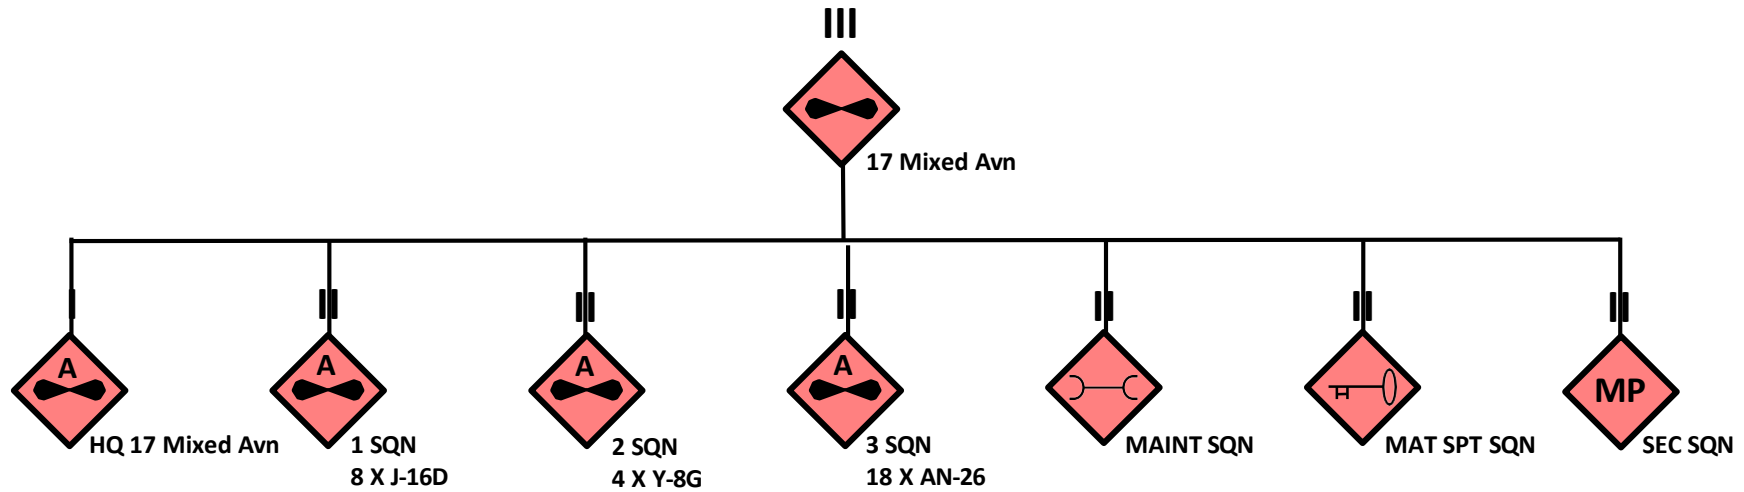 17 Mixed Avn
A
HQ 17 Mixed Avn
A
1 SQN
8 X J-16D
A
2 SQN
4 X Y-8G
A
3 SQN
18 X AN-26
MAINT SQN
MAT SPT SQN
MP
SEC SQN